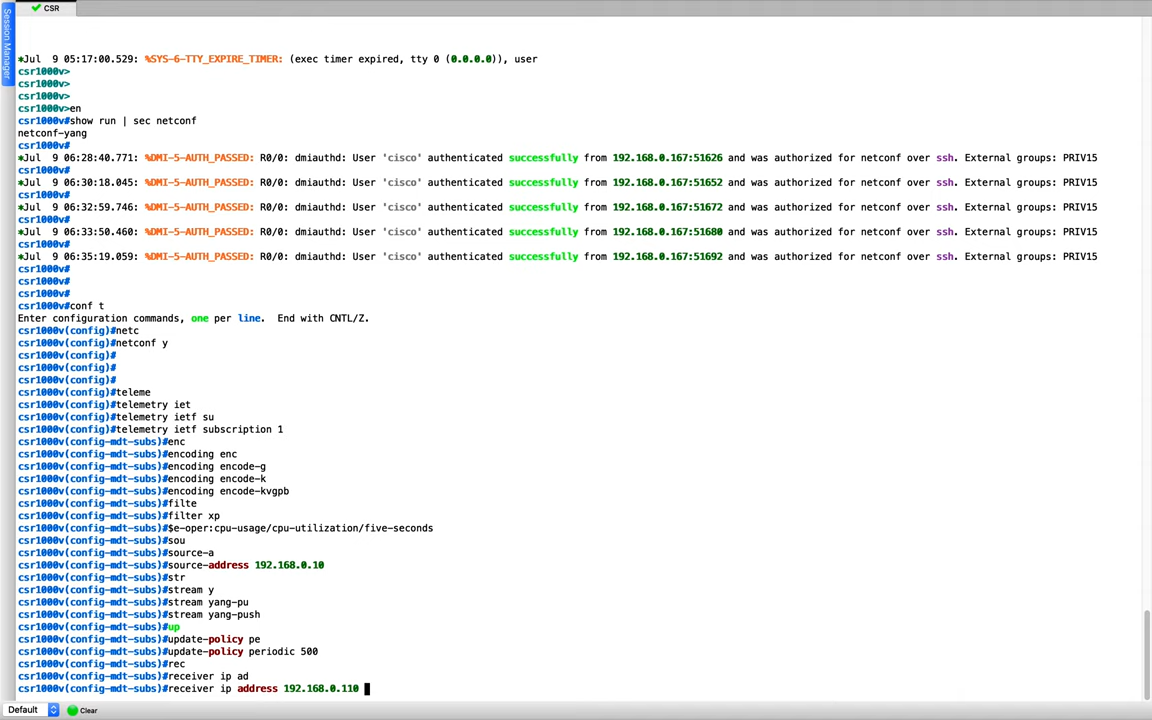 CSR
Session Manager
*Jul  9 05:17:00.529: %SYS-6-TTY_EXPIRE_TIMER: (exec timer expired, tty 0 (0.0.0.0)), user
csr1000v>
csr1000v>
csr1000v>
csr1000v>en
csr1000v#show run | sec netconf
netconf-yang
csr1000v#
*Jul  9 06:28:40.771: %DMI-5-AUTH_PASSED: R0/0: dmiauthd: User 'cisco' authenticated successfully from 192.168.0.167:51626 and was authorized for netconf over ssh. External groups: PRIV15
csr1000v#
*Jul  9 06:30:18.045: %DMI-5-AUTH_PASSED: R0/0: dmiauthd: User 'cisco' authenticated successfully from 192.168.0.167:51652 and was authorized for netconf over ssh. External groups: PRIV15
csr1000v#
*Jul  9 06:32:59.746: %DMI-5-AUTH_PASSED: R0/0: dmiauthd: User 'cisco' authenticated successfully from 192.168.0.167:51672 and was authorized for netconf over ssh. External groups: PRIV15
csr1000v#
*Jul  9 06:33:50.460: %DMI-5-AUTH_PASSED: R0/0: dmiauthd: User 'cisco' authenticated successfully from 192.168.0.167:51680 and was authorized for netconf over ssh. External groups: PRIV15
csr1000v#
*Jul  9 06:35:19.059: %DMI-5-AUTH_PASSED: R0/0: dmiauthd: User 'cisco' authenticated successfully from 192.168.0.167:51692 and was authorized for netconf over ssh. External groups: PRIV15
csr1000v#
csr1000v#
csr1000v#
csr1000v#conf t
Enter configuration commands, one per line.  End with CNTL/Z.
csr1000v(config)#netc
csr1000v(config)#netconf y
csr1000v(config)#
csr1000v(config)#
csr1000v(config)#
csr1000v(config)#teleme
csr1000v(config)#telemetry iet
csr1000v(config)#telemetry ietf su
csr1000v(config)#telemetry ietf subscription 1
csr1000v(config-mdt-subs)#enc
csr1000v(config-mdt-subs)#encoding enc
csr1000v(config-mdt-subs)#encoding encode-g
csr1000v(config-mdt-subs)#encoding encode-k
csr1000v(config-mdt-subs)#encoding encode-kvgpb
csr1000v(config-mdt-subs)#filte
csr1000v(config-mdt-subs)#filter xp
csr1000v(config-mdt-subs)#$e-oper:cpu-usage/cpu-utilization/five-seconds
csr1000v(config-mdt-subs)#sou
csr1000v(config-mdt-subs)#source-a
csr1000v(config-mdt-subs)#source-address 192.168.0.10
csr1000v(config-mdt-subs)#str
csr1000v(config-mdt-subs)#stream y
csr1000v(config-mdt-subs)#stream yang-pu
csr1000v(config-mdt-subs)#stream yang-push
csr1000v(config-mdt-subs)#up
csr1000v(config-mdt-subs)#update-policy pe
csr1000v(config-mdt-subs)#update-policy periodic 500
csr1000v(config-mdt-subs)#rec
csr1000v(config-mdt-subs)#receiver ip ad
csr1000v(config-mdt-subs)#receiver ip address 192.168.0.110
Default Clear